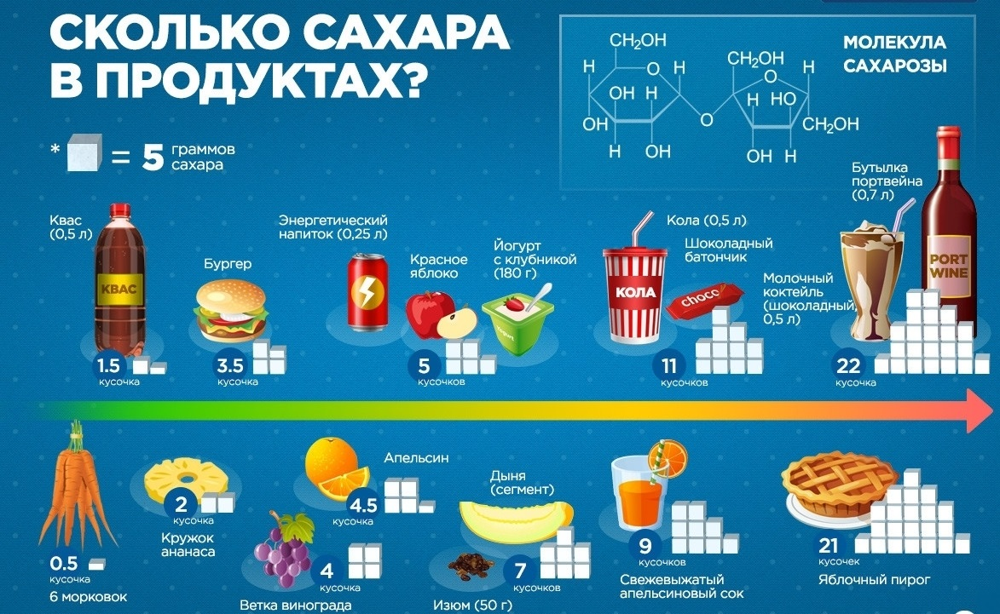 СКОЛЬКО САХАРА
В ПРОДУКТАХ?
* = 5 граммов
сахара
МОЛЕКУЛА
САХАРОЗЫ
CH₂OH
H
O
H
OH
H
OH
H
OH
O
CH₂OH
O
H
H
HO
CH₂OH
OH
H
Квас
(0,5 л)
КВАС
1.5
кусочка
Бургер
3.5
кусочка
Энергетический
напиток (0,25 л)
Красное
яблоко
Йогурт
с клубникой
(180 г)
Yogurt
5
кусочков
Кола (0,5 л)
КОЛА
Шоколадный
батончик
choco
11
кусочков
Молочный
коктейль
(шоколадный,
0,5 л)
Бутылка
портвейна
(0,7 л)
PORT
WINE
22
кусочка
0.5
кусочка
6 морковок
2
кусочка
Кружок
ананаса
Апельсин
4.5
кусочка
4
кусочка
Ветка винограда
Дыня
(сегмент)
7
кусочков
Изюм (50 г)
9
кусочков
Свежевыжатый
апельсиновый сок
21
кусочек
Яблочный пирог